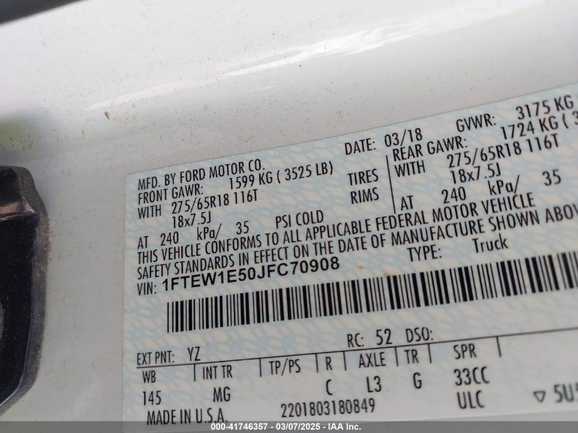 MFD. BY FORD MOTOR CO. DATE: 03/18 GVWR: 3175 KG
FRONT GAWR: 1599 KG ( 3525 LB) REAR GAWR: 1724 KG ( 3
WITH 275/65R18 116T TIRES WITH 275/65R18 116T
18x7.5J RIMS 18x7.5J
AT 240 kPa/ 35 PSI COLD AT 240 kPa/ 35
THIS VEHICLE CONFORMS TO ALL APPLICABLE FEDERAL MOTOR VEHICLE
SAFETY STANDARDS IN EFFECT ON THE DATE OF MANUFACTURE SHOWN ABOV
VIN: 1FTEW1E50JFC70908 TYPE: Truck
EXT PNT: YZ RC: 52 DSO:
WB INT TR TP/PS R AXLE TR SPR
145 MG C L3 G 33CC
MADE IN U.S.A. 2201803180849 ULC ▽ 5U
000-41746357 - 03/07/2025 - IAAI.COM